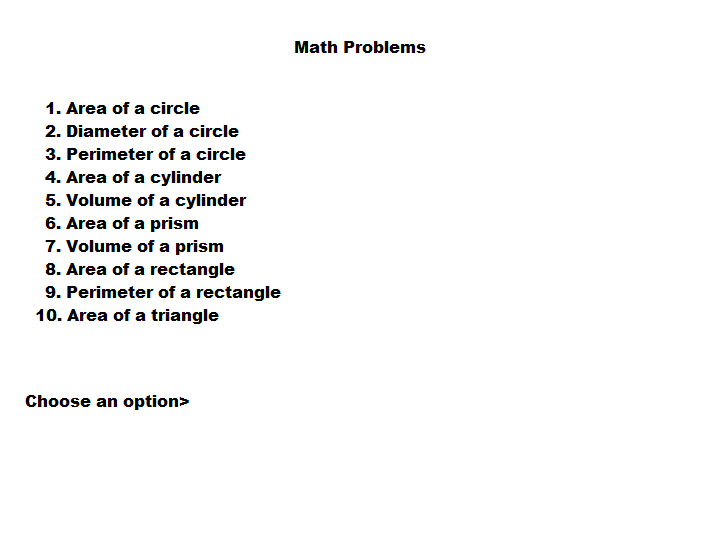 Math Problems
1. Area of a circle
2. Diameter of a circle
3. Perimeter of a circle
4. Area of a cylinder
5. Volume of a cylinder
6. Area of a prism
7. Volume of a prism
8. Area of a rectangle
9. Perimeter of a rectangle
10. Area of a triangle
Choose an option>